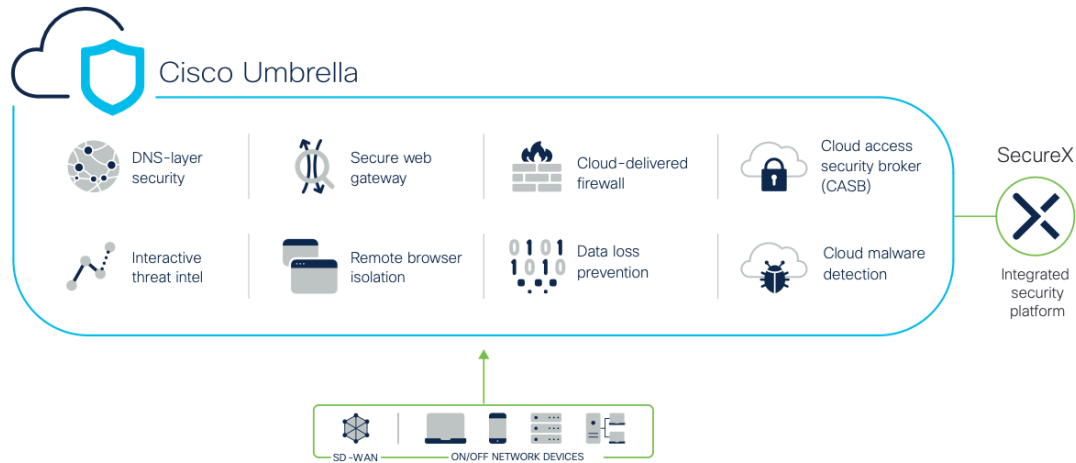 Cisco Umbrella
DNS-layer
security
Secure web
gateway
Cloud-delivered
firewall
Cloud access
security broker
(CASB)
Interactive
threat intel
Remote browser
isolation
0101
1010
Data loss
prevention
Cloud malware
detection
SecureX
Integrated
security
platform
SD-WAN
ON/OFF NETWORK DEVICES